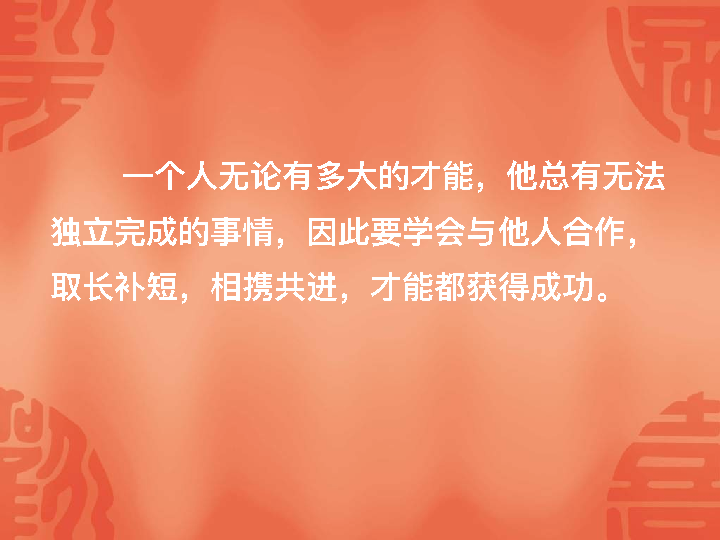 一个人无论有多大的才能，他总有无法
独立完成的事情，因此要学会与他人合作，
取长补短，相携共进，才能都获得成功。